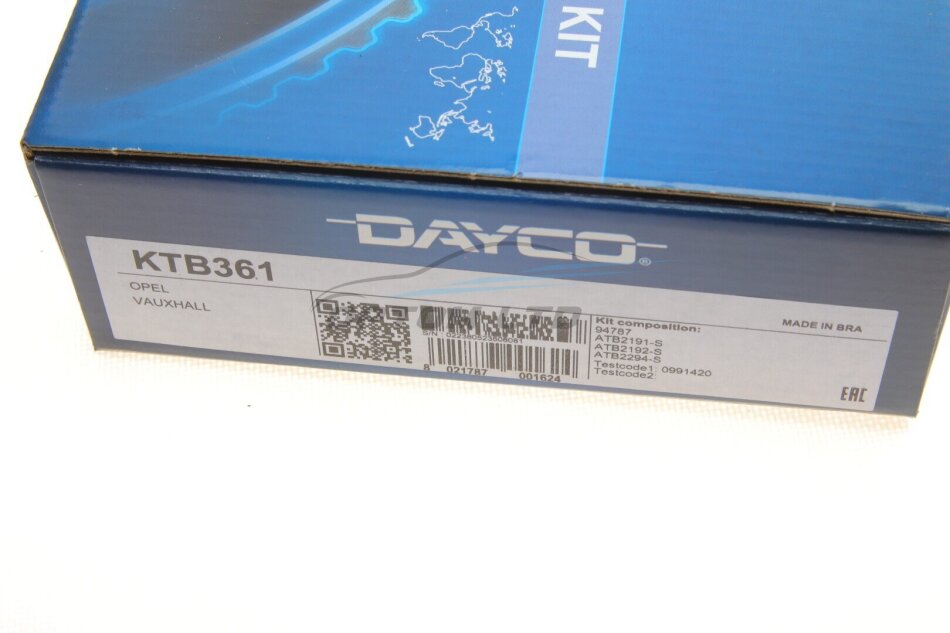 KIT
DAYCO®
KTB361
OPEL
VAUXHALL
Kit composition:
94787
ATB2191-S
ATB2192-S
ATB2294-S
Testcode1: 0991420
Testcode2:
MADE IN BRA
S/N :
8 021787 001624
EAC